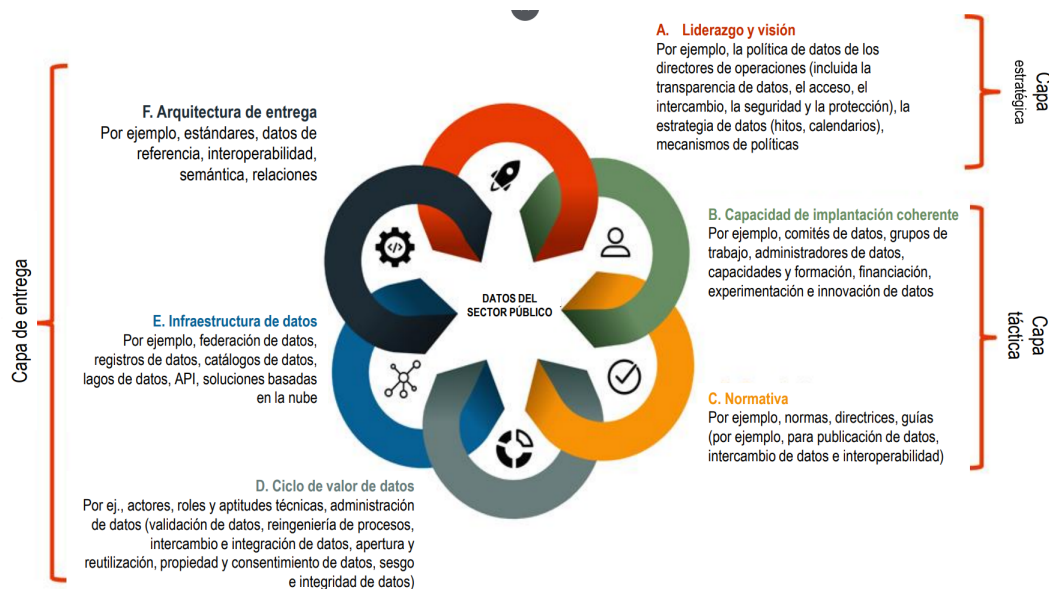 A. Liderazgo y visión
Por ejemplo, la política de datos de los
directores de operaciones (incluida la
transparencia de datos, el acceso, el
intercambio, la seguridad y la protección), la
estrategia de datos (hitos, calendarios),
mecanismos de políticas
Capa
estratégica
F. Arquitectura de entrega
Por ejemplo, estándares, datos de
referencia, interoperabilidad,
semántica, relaciones
B. Capacidad de implantación coherente
Por ejemplo, comités de datos, grupos de
trabajo, administradores de datos,
capacidades y formación, financiación,
experimentación e innovación de datos
Capa
táctica
Capa de entrega
DATOS DEL
SECTOR PÚBLICO
E. Infraestructura de datos
Por ejemplo, federación de datos,
registros de datos, catálogos de datos,
lagos de datos, API, soluciones basadas
en la nube
C. Normativa
Por ejemplo, normas, directrices, guías
(por ejemplo, para publicación de datos,
intercambio de datos e interoperabilidad)
D. Ciclo de valor de datos
Por ej., actores, roles y aptitudes técnicas, administración
de datos (validación de datos, reingeniería de procesos,
intercambio e integración de datos, apertura y
reutilización, propiedad y consentimiento de datos, sesgo
e integridad de datos)